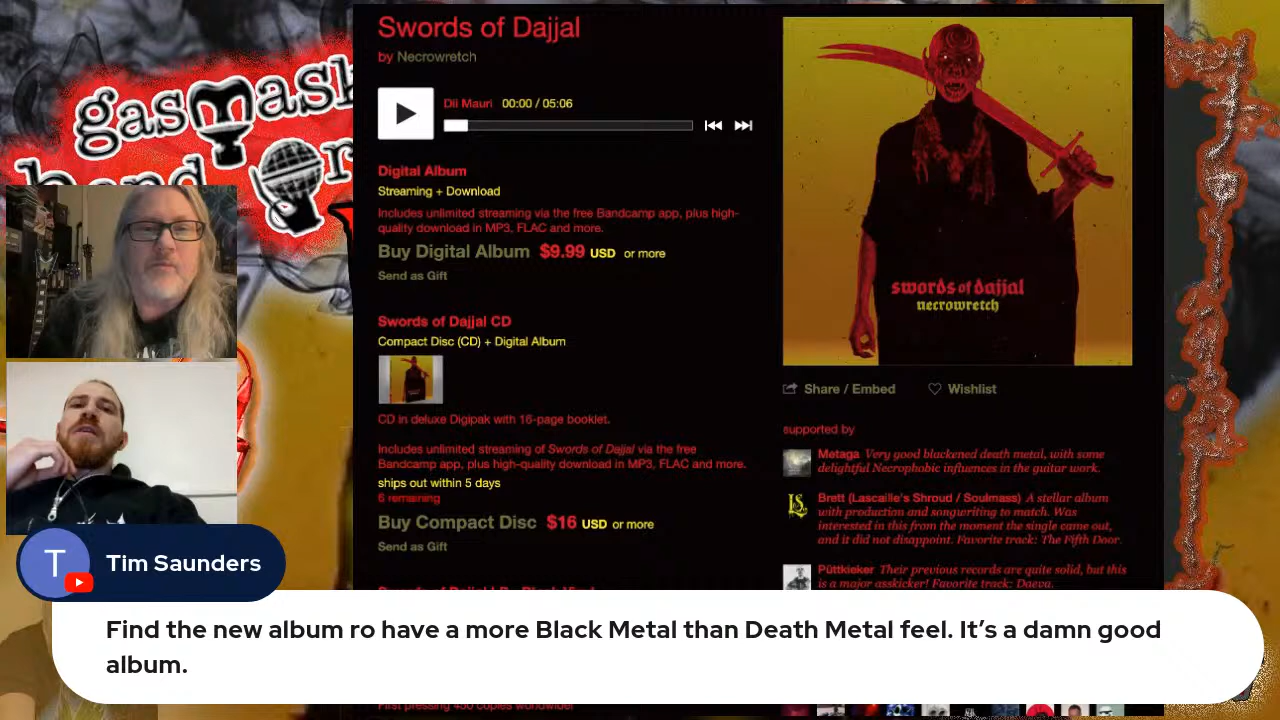 gasmask
Swords of Dajjal
by Necrowretch
Dii Mauri 00:00 / 05:06
Digital Album
Streaming + Download
Includes unlimited streaming via the free Bandcamp app, plus high-
quality download in MP3, FLAC and more.
Buy Digital Album $9.99 USD or more
Send as Gift
Swords of Dajjal CD
Compact Disc (CD) + Digital Album
CD in deluxe Digipak with 16-page booklet.
Includes unlimited streaming of Swords of Dajjal via the free
Bandcamp app, plus high-quality download in MP3, FLAC and more.
ships out within 5 days
6 remaining
Buy Compact Disc $16 USD or more
Send as Gift
swords of dajjal
necrowretch
Share / Embed Wishlist
supported by
Metaga Very good blackened death metal, with some
delightful Necrophobic influences in the guitar work.
Brett (Lascaille's Shroud / Soulmass) A stellar album
with production and songwriting to match. Was
interested in this from the moment the single came out,
and it did not disappoint. Favorite track: The Fifth Door.
Püttkicker Their previous records are quite solid, but this
is a major asskicker! Favorite track: Daeva.
T
Tim Saunders
Find the new album ro have a more Black Metal than Death Metal feel. It's a damn good
album.
First pressing 450 copies worldwide!